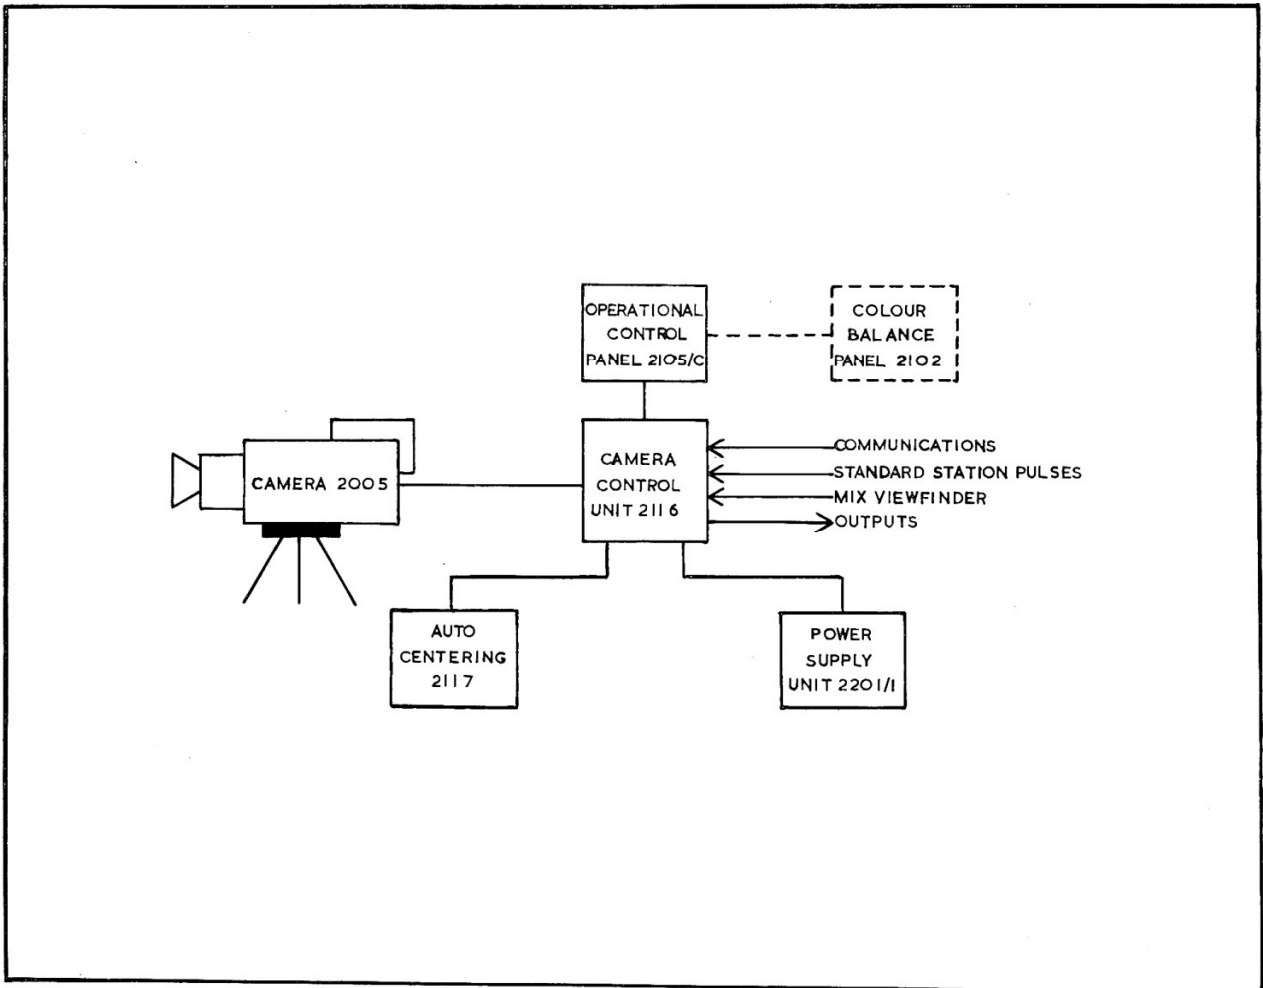 OPERATIONAL
CONTROL
PANEL 2105/C
COLOUR
BALANCE
PANEL 2102
CAMERA 2005
CAMERA
CONTROL
UNIT 2116
COMMUNICATIONS
STANDARD STATION PULSES
MIX VIEWFINDER
OUTPUTS
AUTO
CENTERING
2117
POWER
SUPPLY
UNIT 2201/1